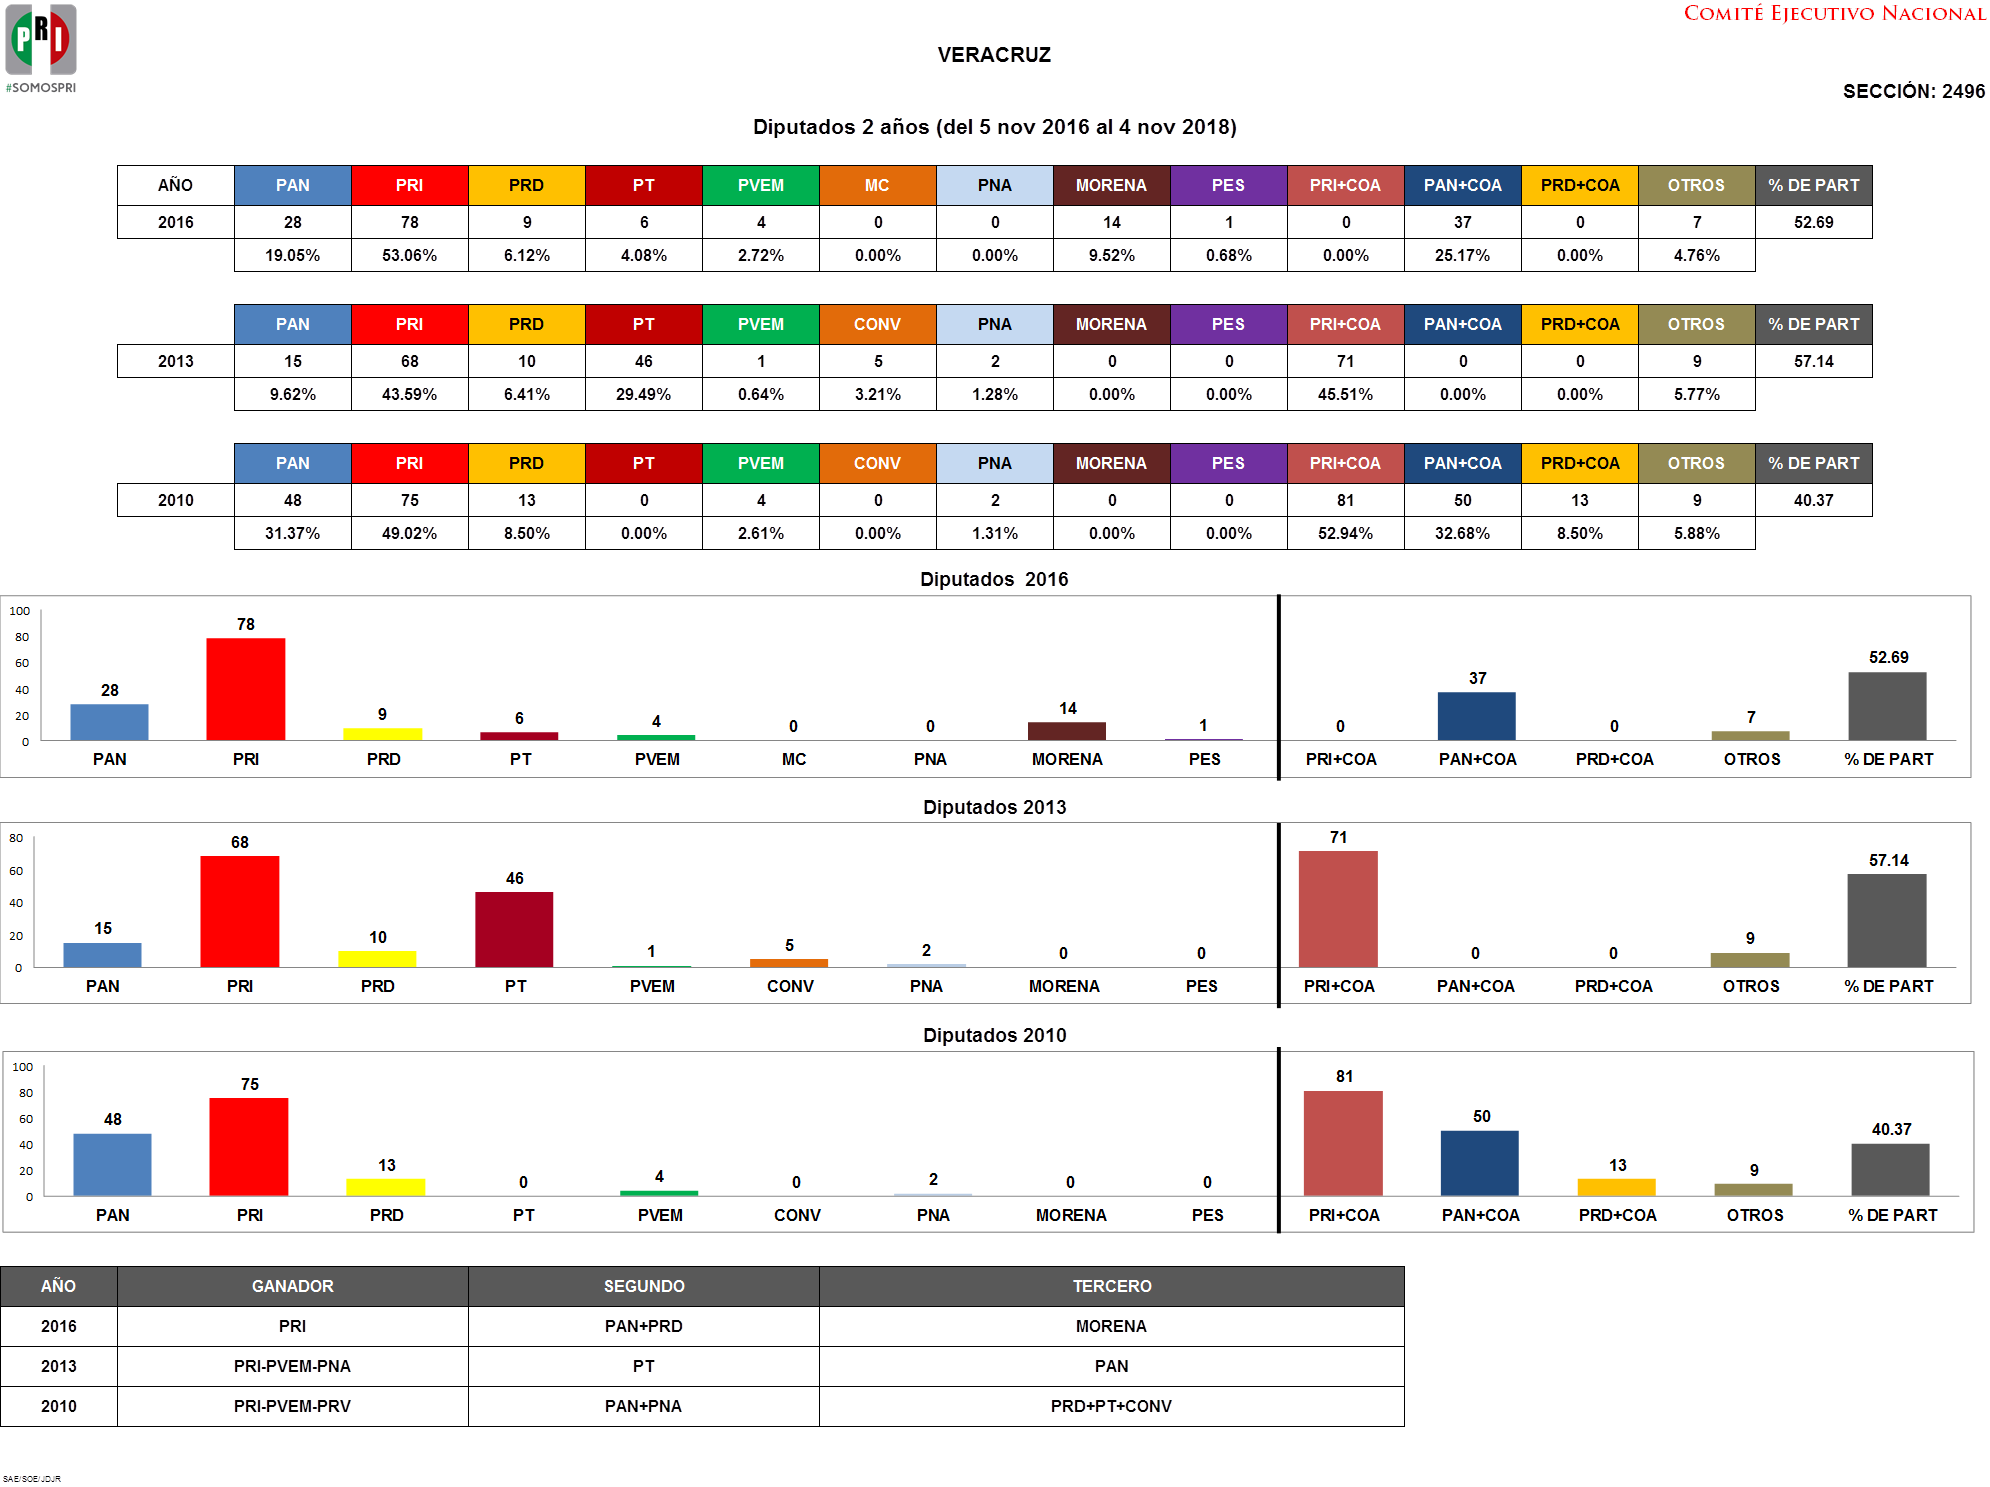 PRI
#SOMOSPRI
COMITÉ EJECUTIVO NACIONAL
VERACRUZ
SECCIÓN: 2496
Diputados 2 años (del 5 nov 2016 al 4 nov 2018)
AÑO PAN PRI PRD PT PVEM MC PNA MORENA PES PRI+COA PAN+COA PRD+COA OTROS % DE PART
2016 28 78 9 6 4 0 0 14 1 0 37 0 7 52.69
19.05% 53.06% 6.12% 4.08% 2.72% 0.00% 0.00% 9.52% 0.68% 0.00% 25.17% 0.00% 4.76%
PAN PRI PRD PT PVEM CONV PNA MORENA PES PRI+COA PAN+COA PRD+COA OTROS % DE PART
2013 15 68 10 46 1 5 2 0 0 71 0 0 9 57.14
9.62% 43.59% 6.41% 29.49% 0.64% 3.21% 1.28% 0.00% 0.00% 45.51% 0.00% 0.00% 5.77%
PAN PRI PRD PT PVEM CONV PNA MORENA PES PRI+COA PAN+COA PRD+COA OTROS % DE PART
2010 48 75 13 0 4 0 2 0 0 81 50 13 9 40.37
31.37% 49.02% 8.50% 0.00% 2.61% 0.00% 1.31% 0.00% 0.00% 52.94% 32.68% 8.50% 5.88%
Diputados 2016
100
80
60
40
20
0
28 78 9 6 4 0 0 14 1 0 37 0 7 52.69
PAN PRI PRD PT PVEM MC PNA MORENA PES PRI+COA PAN+COA PRD+COA OTROS % DE PART
Diputados 2013
80
60
40
20
0
15 68 10 46 1 5 2 0 0 71 0 0 9 57.14
PAN PRI PRD PT PVEM CONV PNA MORENA PES PRI+COA PAN+COA PRD+COA OTROS % DE PART
Diputados 2010
100
80
60
40
20
0
48 75 13 0 4 0 2 0 0 81 50 13 9 40.37
PAN PRI PRD PT PVEM CONV PNA MORENA PES PRI+COA PAN+COA PRD+COA OTROS % DE PART
AÑO GANADOR SEGUNDO TERCERO
2016 PRI PAN+PRD MORENA
2013 PRI-PVEM-PNA PT PAN
2010 PRI-PVEM-PRV PAN+PNA PRD+PT+CONV
SAE/SOE/JDJR